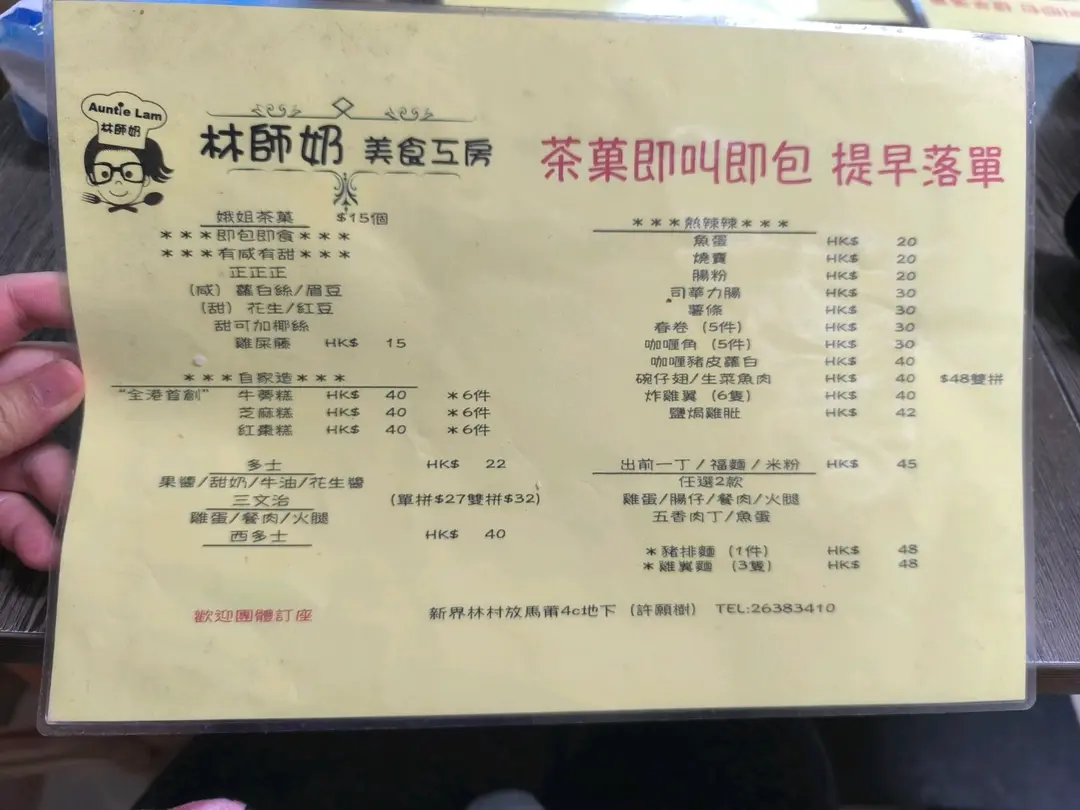 Auntie Lam
林師奶
林師奶 美食工房
茶菓即叫即包 提早落單
娥姐茶菓 $15個
***即包即食***
***有咸有甜***
正正正
(咸) 蘿白絲/眉豆
(甜) 花生/紅豆
甜可加椰絲
雞屎藤 HK$ 15
***自家造***
“全港首創” 牛蒡糕 HK$ 40 *6件
芝麻糕 HK$ 40 *6件
紅棗糕 HK$ 40 *6件
多士 HK$ 22
果醬/甜奶/牛油/花生醬
三文治 (單拼$27雙拼$32)
雞蛋/餐肉/火腿
西多士 HK$ 40
***熱辣辣***
魚蛋 HK$ 20
燒賣 HK$ 20
腸粉 HK$ 20
司華力腸 HK$ 30
薯條 HK$ 30
春卷 (5件) HK$ 30
咖喱角 (5件) HK$ 30
咖喱豬皮蘿白 HK$ 40
碗仔翅/生菜魚肉 HK$ 40 $48雙拼
炸雞翼 (6隻) HK$ 40
鹽焗雞肶 HK$ 42
出前一丁/福麵/米粉 HK$ 45
任選2款
雞蛋/腸仔/餐肉/火腿
五香肉丁/魚蛋
*豬排麵 (1件) HK$ 48
*雞翼麵 (3隻) HK$ 48
歡迎團體訂座
新界林村放馬莆4c地下 (許願樹) TEL:26383410